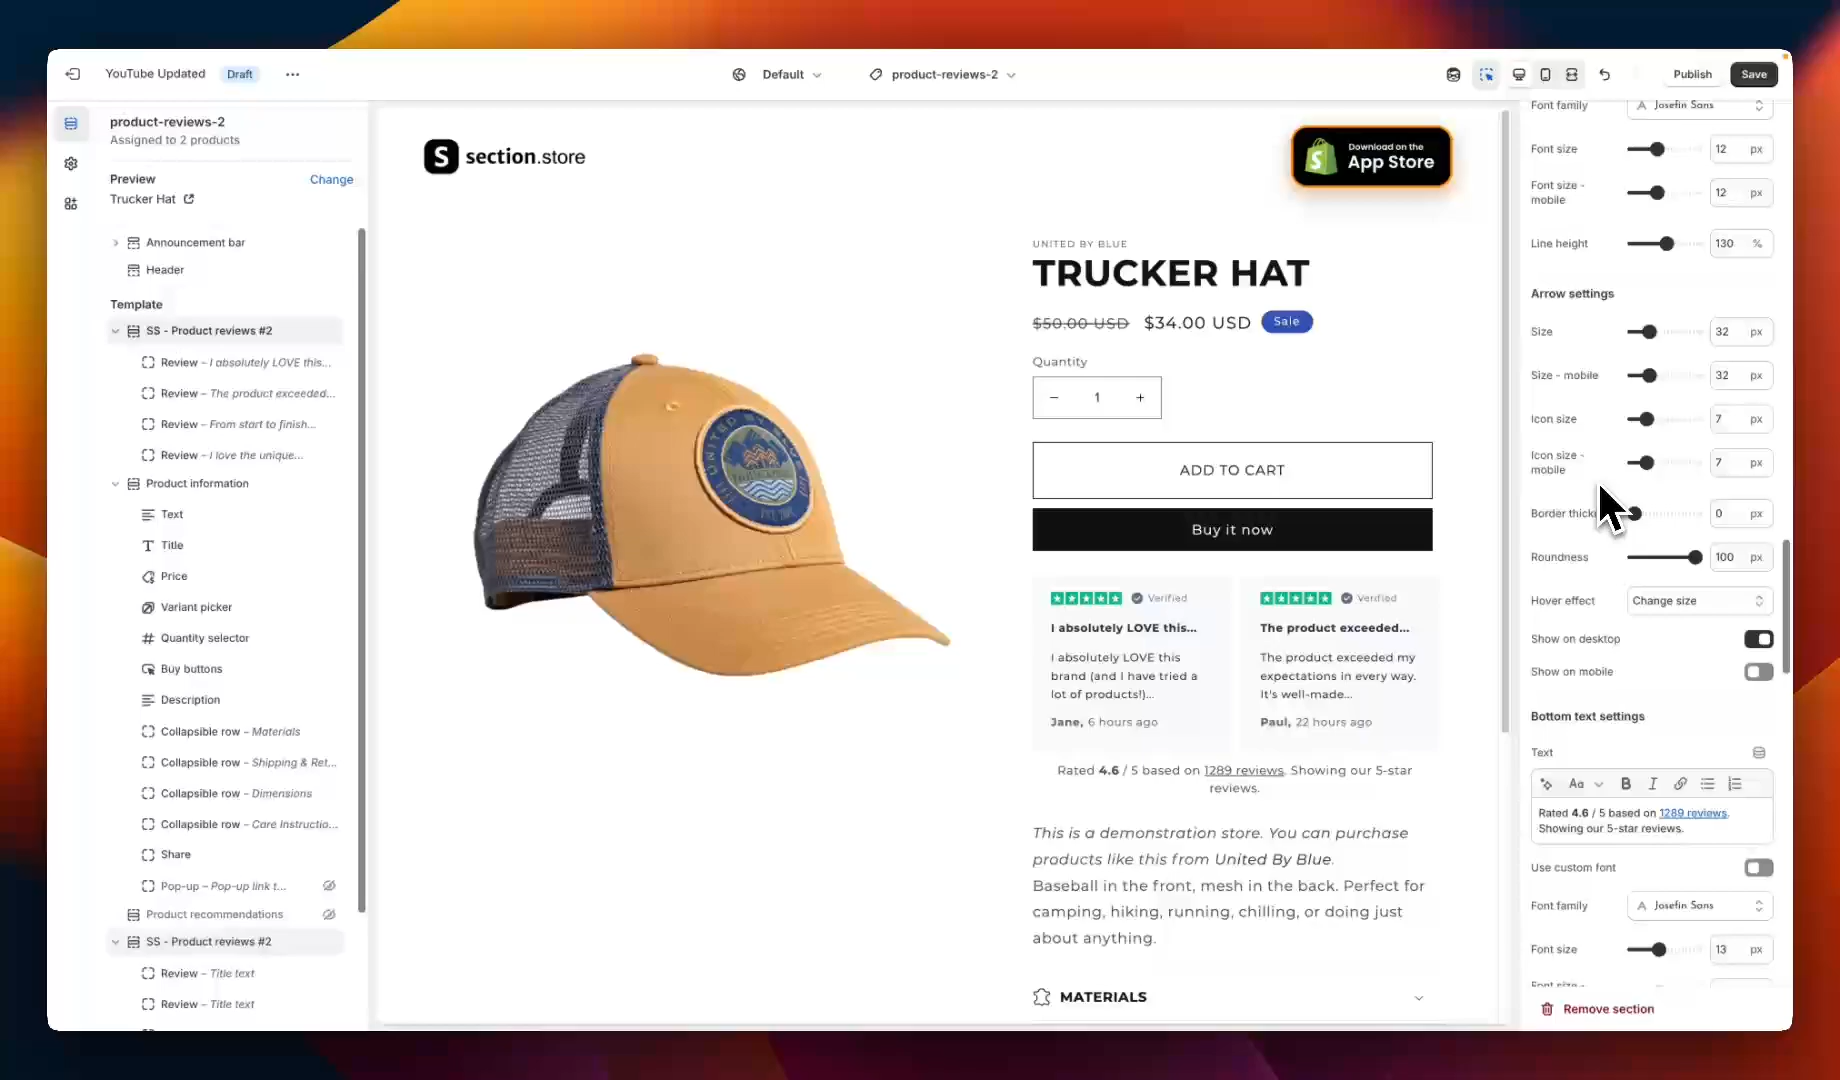 YouTube Updated
Draft
Default
product-reviews-2
Publish
Save
product-reviews-2
Assigned to 2 products
Preview
Change
Trucker Hat
Announcement bar
Header
Template
SS - Product reviews #2
Review – I absolutely LOVE this...
Review – The product exceeded...
Review – From start to finish...
Review – I love the unique...
Product information
Text
Title
Price
Variant picker
Quantity selector
Buy buttons
Description
Collapsible row – Materials
Collapsible row – Shipping & Ret...
Collapsible row – Dimensions
Collapsible row – Care Instructio...
Share
Pop-up – Pop-up link t...
Product recommendations
SS - Product reviews #2
Review – Title text
Review – Title text
S section.store
Download on the
App Store
UNITED BY BLUE
TRUCKER HAT
$50.00 USD $34.00 USD Sale
Quantity
− 1 +
ADD TO CART
Buy it now
Verified
I absolutely LOVE this...
I absolutely LOVE this
brand (and I have tried a
lot of products!)...
Jane, 6 hours ago
Verified
The product exceeded...
The product exceeded my
expectations in every way.
It's well-made...
Paul, 22 hours ago
Rated 4.6 / 5 based on 1289 reviews. Showing our 5-star
reviews.
This is a demonstration store. You can purchase
products like this from United By Blue.
Baseball in the front, mesh in the back. Perfect for
camping, hiking, running, chilling, or doing just
about anything.
MATERIALS
UNITED BY BLUE
Font family A Josefin Sans
Font size 12 px
Font size -
mobile 12 px
Line height 130 %
Arrow settings
Size 32 px
Size - mobile 32 px
Icon size 7 px
Icon size -
mobile 7 px
Border thick 0 px
Roundness 100 px
Hover effect Change size
Show on desktop
Show on mobile
Bottom text settings
Text
Aa B I
Rated 4.6 / 5 based on 1289 reviews.
Showing our 5-star reviews.
Use custom font
Font family A Josefin Sans
Font size 13 px
Font size -
Remove section